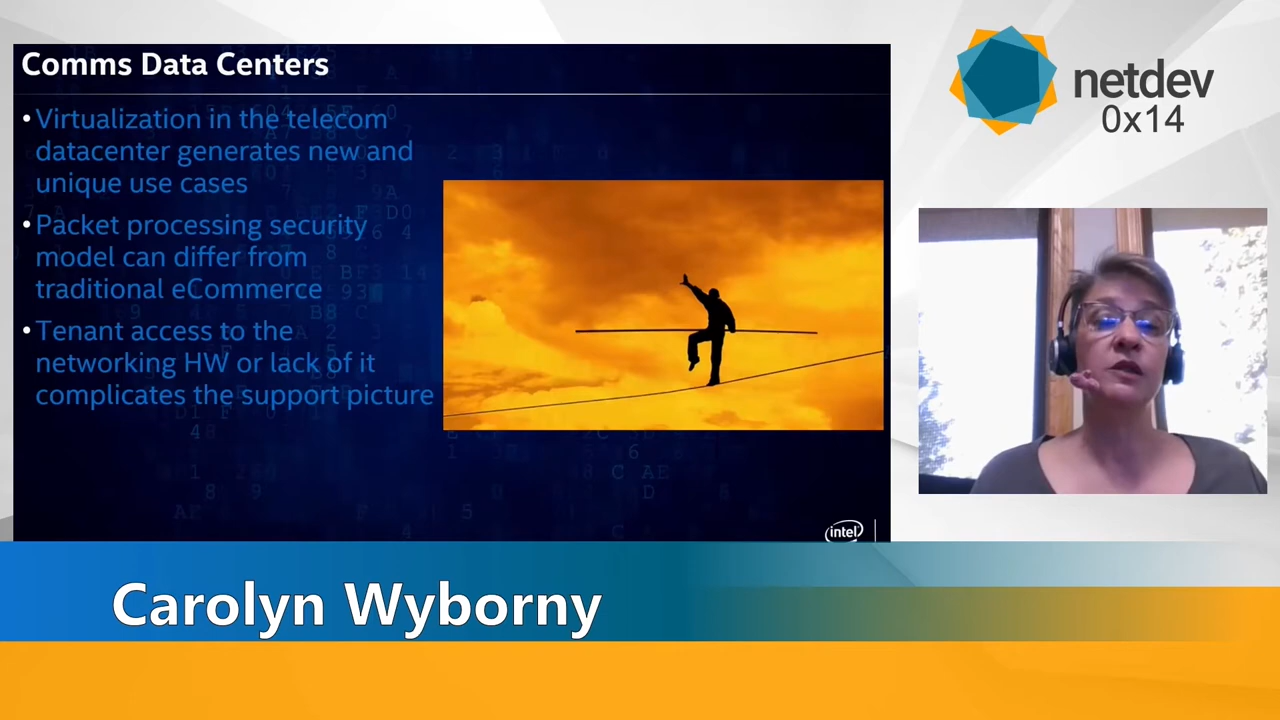 Comms Data Centers
• Virtualization in the telecom
datacenter generates new and
unique use cases
• Packet processing security
model can differ from
traditional eCommerce
• Tenant access to the
networking HW or lack of it
complicates the support picture
intel
netdev
0x14
Carolyn Wyborny